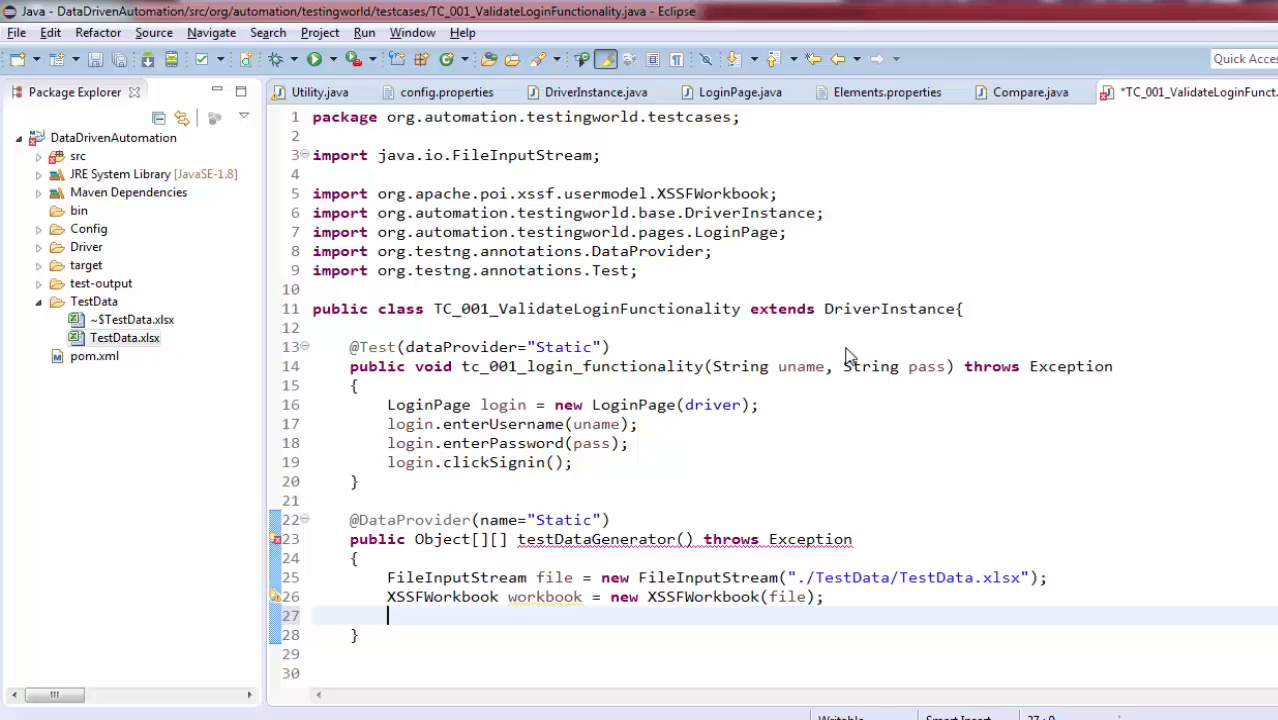 Java - DataDrivenAutomation/src/org/automation/testingworld/testcases/TC_001_ValidateLoginFunctionality.java - Eclipse
File Edit Refactor Source Navigate Search Project Run Window Help
Quick Acce
Package Explorer
Utility.java config.properties DriverInstance.java LoginPage.java Elements.properties Compare.java *TC_001_ValidateLoginFunct
DataDrivenAutomation
src
JRE System Library [JavaSE-1.8]
Maven Dependencies
bin
Config
Driver
target
test-output
TestData
~$TestData.xlsx
TestData.xlsx
pom.xml
1 package org.automation.testingworld.testcases;
2
3 import java.io.FileInputStream;
4
5 import org.apache.poi.xssf.usermodel.XSSFWorkbook;
6 import org.automation.testingworld.base.DriverInstance;
7 import org.automation.testingworld.pages.LoginPage;
8 import org.testng.annotations.DataProvider;
9 import org.testng.annotations.Test;
10
11 public class TC_001_ValidateLoginFunctionality extends DriverInstance{
12
13 @Test(dataProvider="Static")
14 public void tc_001_login_functionality(String uname, String pass) throws Exception
15 {
16 LoginPage login = new LoginPage(driver);
17 login.enterUsername(uname);
18 login.enterPassword(pass);
19 login.clickSignin();
20 }
21
22 @DataProvider(name="Static")
23 public Object[][] testDataGenerator() throws Exception
24 {
25 FileInputStream file = new FileInputStream("./TestData/TestData.xlsx");
26 XSSFWorkbook workbook = new XSSFWorkbook(file);
27
28 }
29
30
Writable Smart Insert 27 : 9